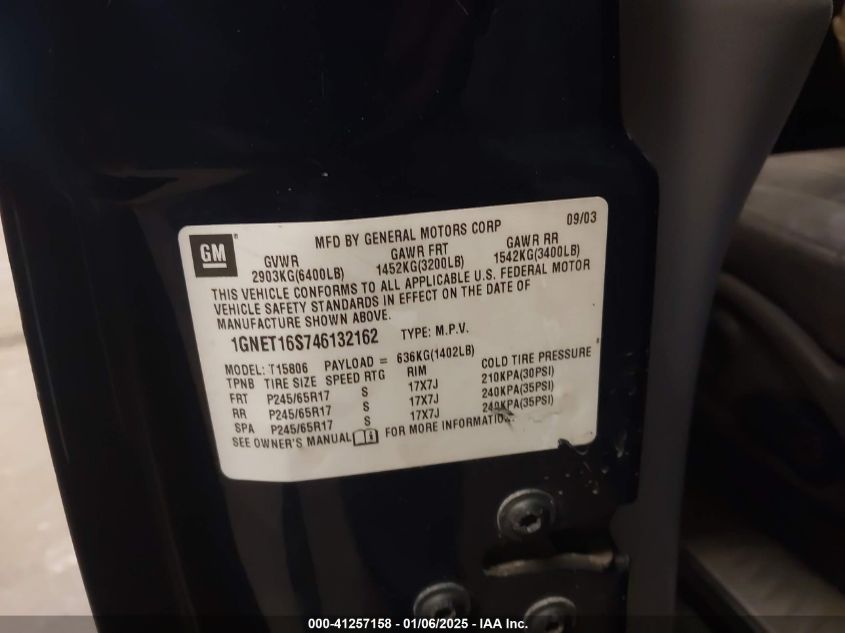 GM
MFD BY GENERAL MOTORS CORP 09/03
GVWR GAWR FRT GAWR RR
2903KG(6400LB) 1452KG(3200LB) 1542KG(3400LB)
THIS VEHICLE CONFORMS TO ALL APPLICABLE U.S. FEDERAL MOTOR
VEHICLE SAFETY STANDARDS IN EFFECT ON THE DATE OF
MANUFACTURE SHOWN ABOVE.
1GNET16S746132162 TYPE: M.P.V.
MODEL: T15806 PAYLOAD = 636KG(1402LB)
TPNB TIRE SIZE SPEED RTG RIM COLD TIRE PRESSURE
FRT P245/65R17 S 17X7J 210KPA(30PSI)
RR P245/65R17 S 17X7J 240KPA(35PSI)
SPA P245/65R17 S 17X7J 240KPA(35PSI)
SEE OWNER'S MANUAL FOR MORE INFORMATION.
000-41257158 - 01/06/2025 - IAA Inc.